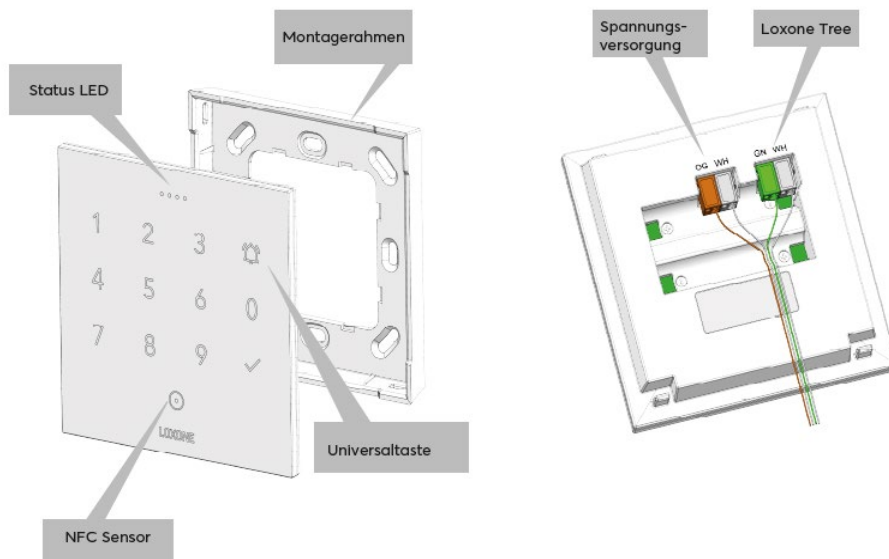 Montagerahmen
Status LED
Spannungs-
versorgung
Loxone Tree
OG WH
GN WH
1 2 3
4 5 6 0
7 8 9
LOXONE
Universaltaste
NFC Sensor